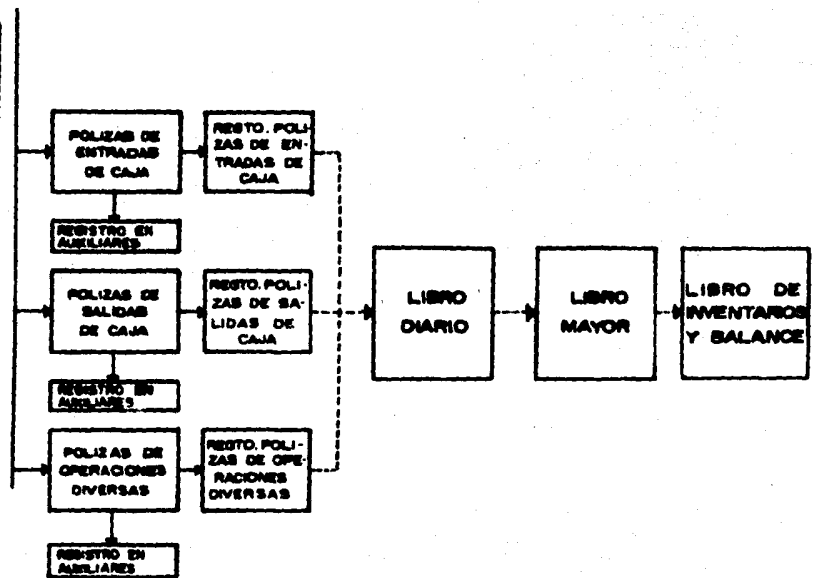 POLIZAS DE
ENTRADAS
DE CAJA
REGTO. POLI-
ZAS DE EN-
TRADAS DE
CAJA
REGISTRO EN
AUXILIARES
POLIZAS DE
SALIDAS
DE CAJA
REGTO. POLI-
ZAS DE SA-
LIDAS DE
CAJA
REGISTRO EN
AUXILIARES
POLIZAS DE
OPERACIONES
DIVERSAS
REGTO. POLI-
ZAS DE OPE-
RACIONES
DIVERSAS
REGISTRO EN
AUXILIARES
LIBRO
DIARIO
LIBRO
MAYOR
LIBRO DE
INVENTARIOS
Y BALANCE